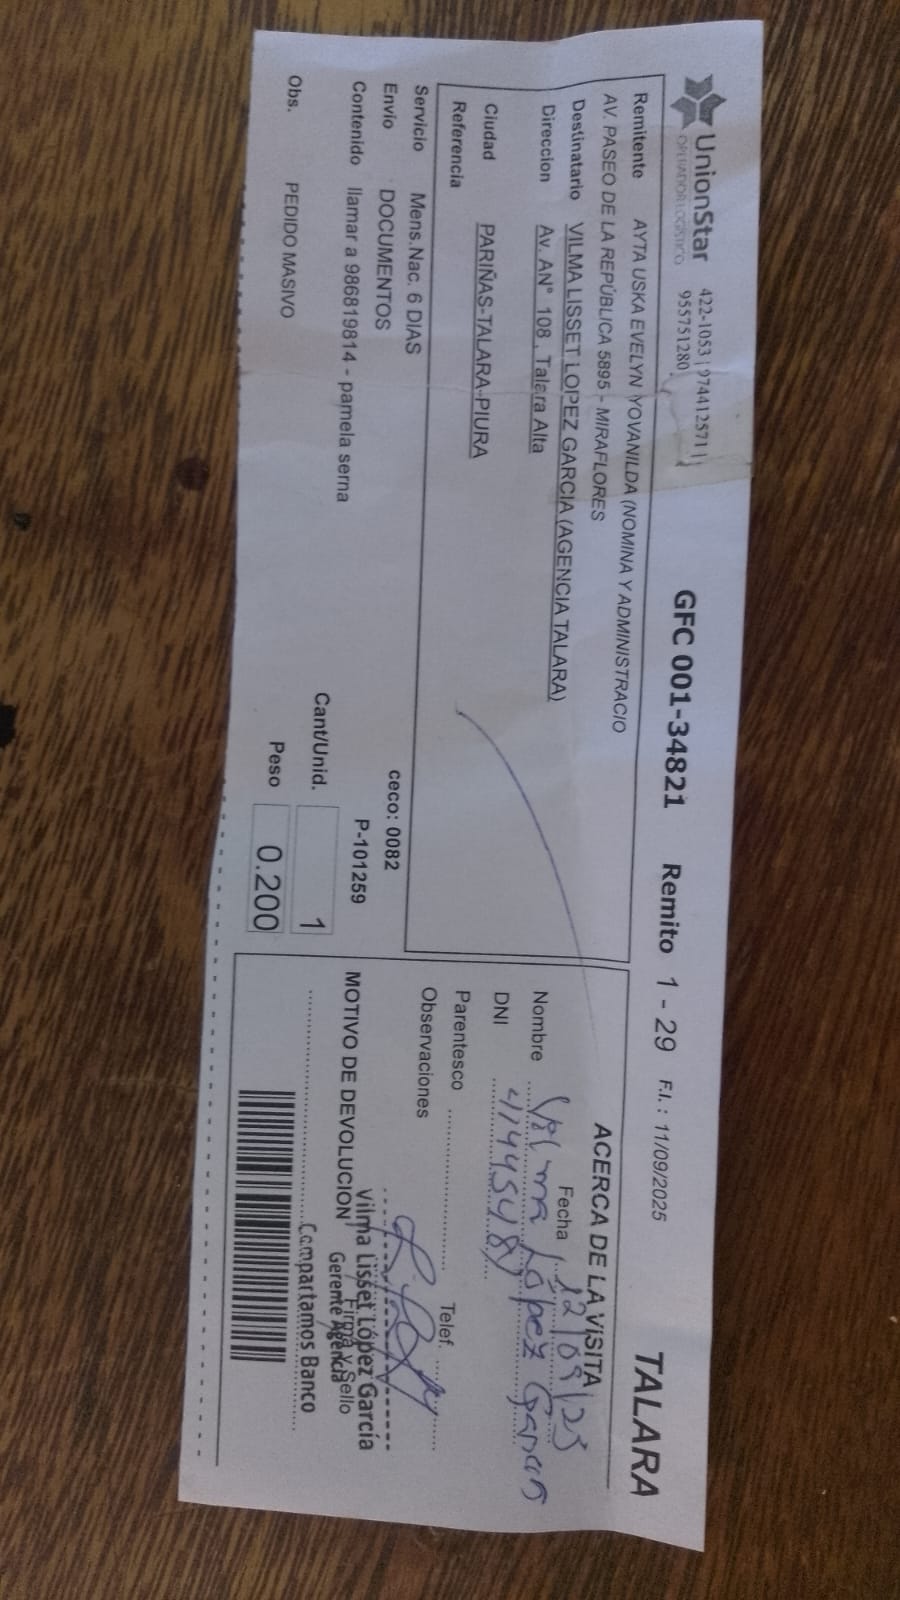 UnionStar
OPERADOR LOGISTICO
422-1053 | 974412571 |
955751280
GFC 001-34821
Remito 1 - 29
F.I. : 11/09/2025
TALARA
Remitente AYTA USKA EVELYN YOVANILDA (NOMINA Y ADMINISTRACIO
AV. PASEO DE LA REPÚBLICA 5895 - MIRAFLORES
Destinatario VILMA LISSET LOPEZ GARCIA (AGENCIA TALARA)
Direccion Av. AN° 108 , Talara Alta
Ciudad PARIÑAS-TALARA-PIURA
Referencia
Servicio Mens.Nac. 6 DIAS
Envio DOCUMENTOS
Contenido llamar a 986819814 - pamela serna
Obs. PEDIDO MASIVO
ceco: 0082
P-101259
Cant/Unid. 1
Peso 0.200
ACERCA DE LA VISITA
Fecha 12/09/25
Nombre Vilma Lopez Garcia
DNI
Parentesco
Telef.
Observaciones
Firma y Sello
MOTIVO DE DEVOLUCION
Vilma Lisset López García
Gerente Agencia
Compartamos Banco